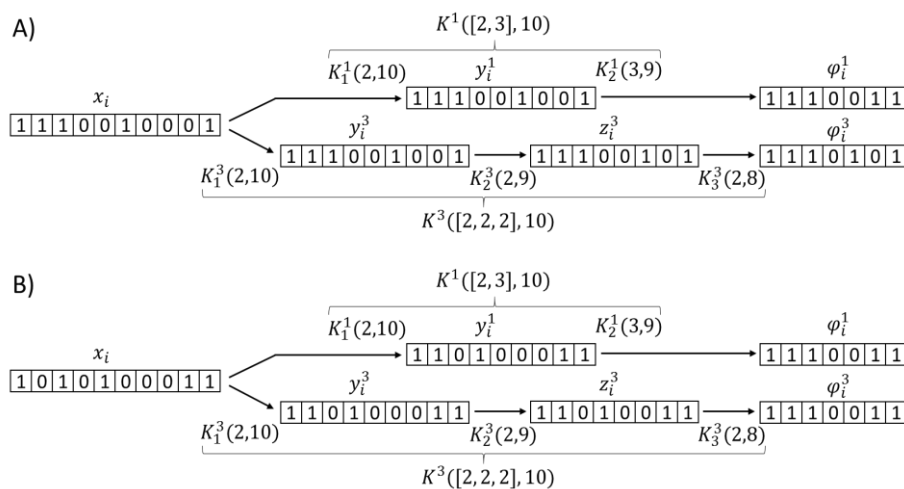 A)
K^1([2,3],10)
K_1^1(2,10) y_i^1 K_2^1(3,9) φ_i^1
x_i 1 1 1 0 0 1 0 0 1 1 1 1 0 0 1 1
1 1 1 0 0 1 0 0 0 1 y_i^3 z_i^3 φ_i^3
1 1 1 0 0 1 0 0 1 1 1 1 0 0 1 0 1 1 1 1 0 1 0 1
K_1^3(2,10) K_2^3(2,9) K_3^3(2,8)
K^3([2,2,2],10)
B)
K^1([2,3],10)
K_1^1(2,10) y_i^1 K_2^1(3,9) φ_i^1
x_i 1 1 0 1 0 0 0 1 1 1 1 1 0 0 1 1
1 0 1 0 1 0 0 0 1 1 y_i^3 z_i^3 φ_i^3
1 1 0 1 0 0 0 1 1 1 1 0 1 0 0 1 1 1 1 1 0 0 1 1
K_1^3(2,10) K_2^3(2,9) K_3^3(2,8)
K^3([2,2,2],10)